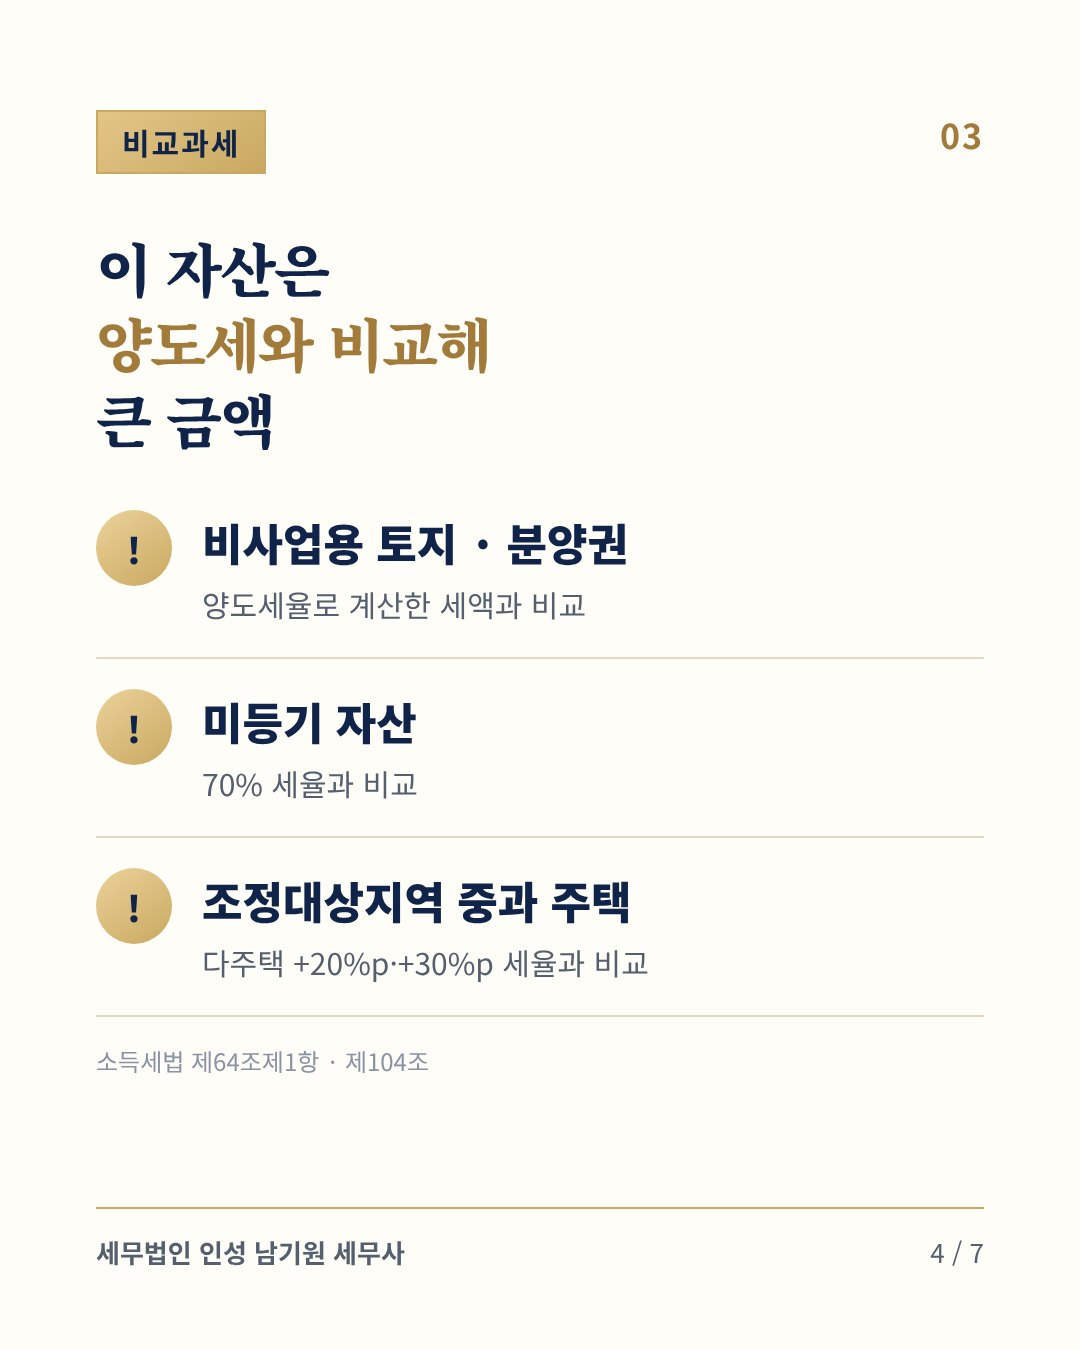 비교과세
03
이 자산은
양도세와 비교해
큰 금액
!
비사업용 토지 · 분양권
양도세율로 계산한 세액과 비교
!
미등기 자산
70% 세율과 비교
!
조정대상지역 중과 주택
다주택 +20%p·+30%p 세율과 비교
소득세법 제64조제1항 · 제104조
세무법인 인성 남기원 세무사
4 / 7